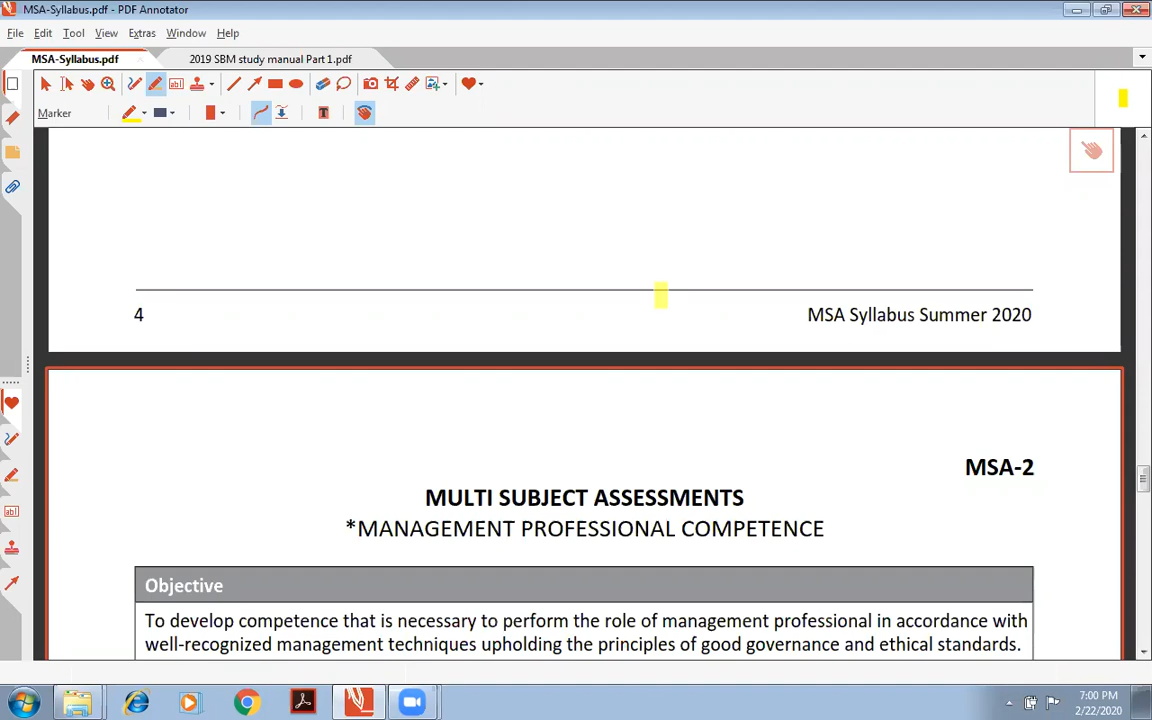 MSA-Syllabus.pdf - PDF Annotator
File Edit Tool View Extras Window Help
MSA-Syllabus.pdf 2019 SBM study manual Part 1.pdf
Marker
4 MSA Syllabus Summer 2020
MSA-2
MULTI SUBJECT ASSESSMENTS
*MANAGEMENT PROFESSIONAL COMPETENCE
Objective
To develop competence that is necessary to perform the role of management professional in accordance with
well-recognized management techniques upholding the principles of good governance and ethical standards.
7:00 PM
2/22/2020